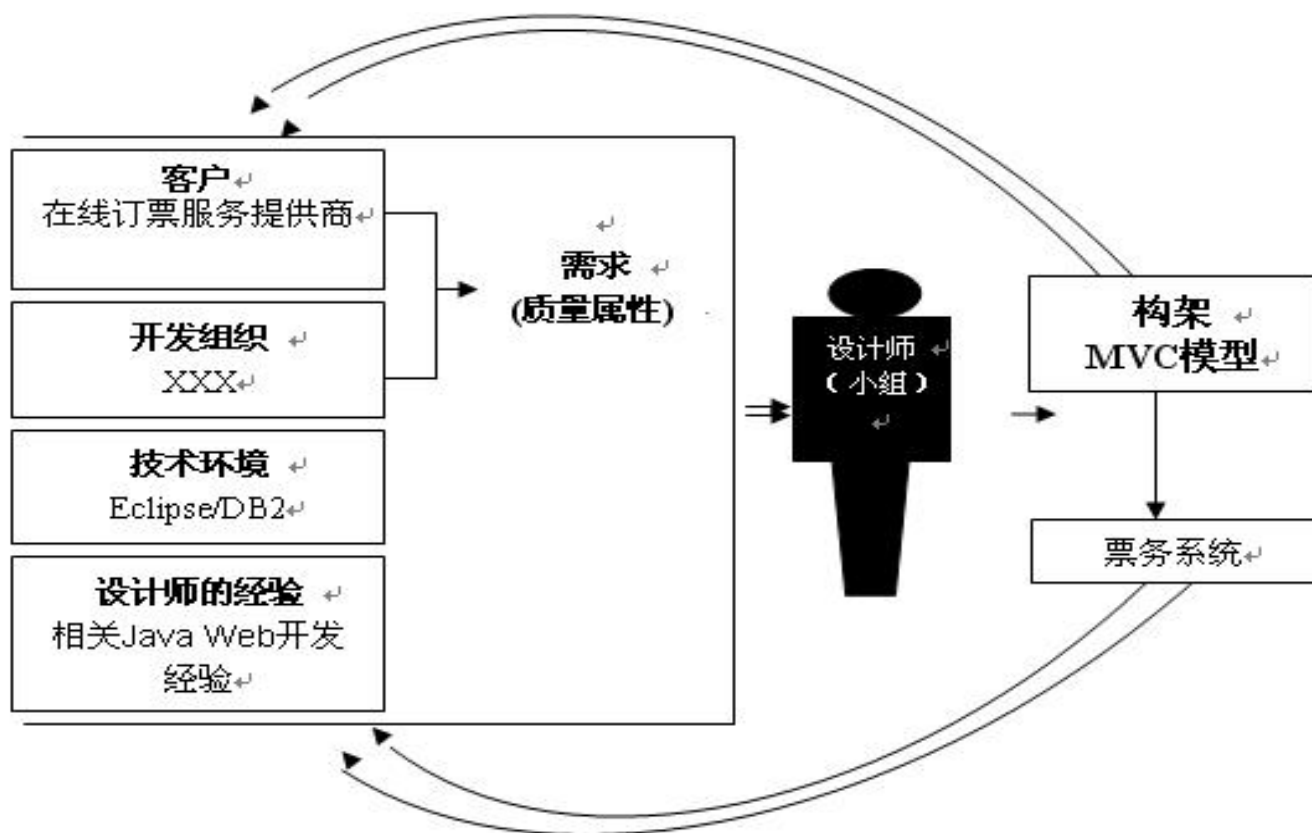 客户
在线订票服务提供商
开发组织
XXX
技术环境
Eclipse/DB2
设计师的经验
相关Java Web开发
经验
需求
(质量属性)
设计师
（小组）
构架
MVC模型
票务系统